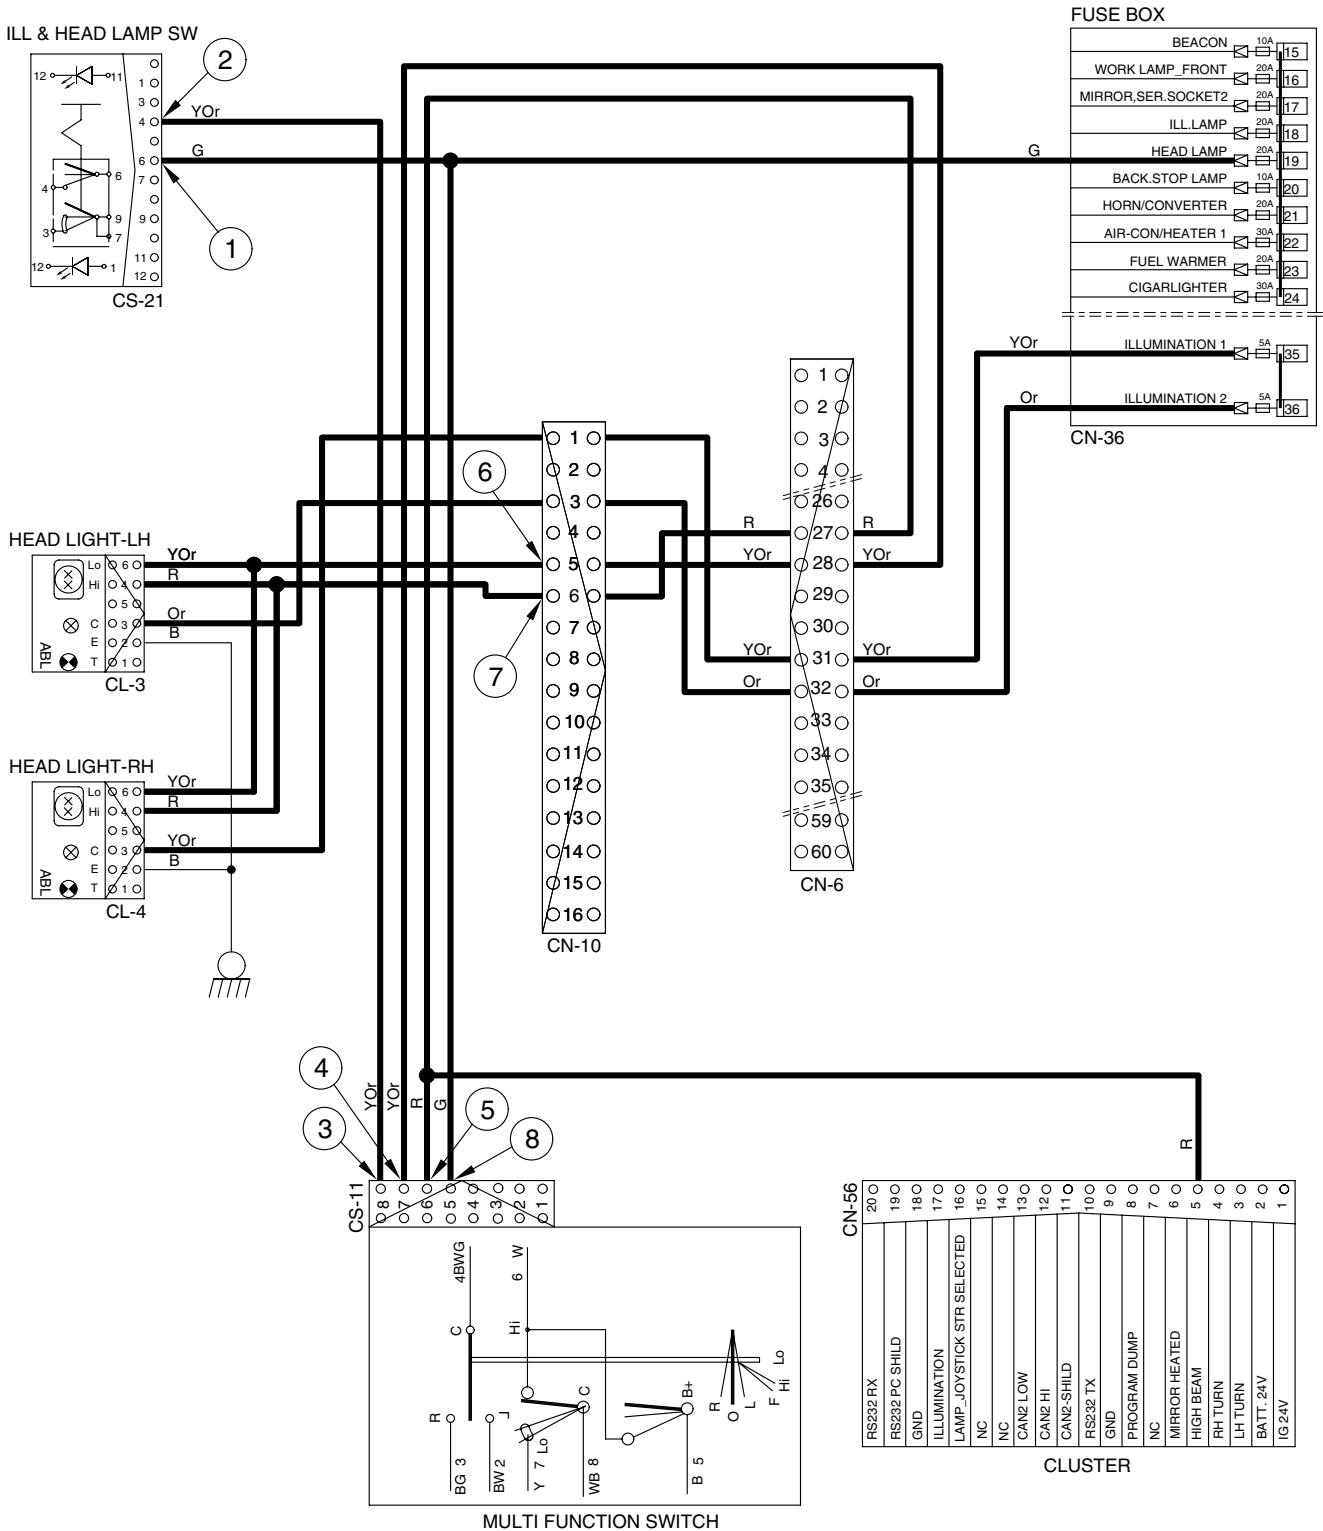 FUSE BOX
ILL & HEAD LAMP SW
2
12 11
1
3
4 YOr
6 G
7
9
11
12
4 6
9
3 7
12 1
CS-21
1
G
BEACON 10A 15
WORK LAMP_FRONT 20A 16
MIRROR,SER.SOCKET2 20A 17
ILL.LAMP 20A 18
HEAD LAMP 20A 19
BACK.STOP LAMP 10A 20
HORN/CONVERTER 20A 21
AIR-CON/HEATER 1 30A 22
FUEL WARMER 20A 23
CIGARLIGHTER 30A 24
YOr ILLUMINATION 1 5A 35
Or ILLUMINATION 2 5A 36
CN-36
1
2
3
4
26
R 27 R
YOr 28 YOr
29
30
YOr 31 YOr
Or 32 Or
33
34
35
59
60
CN-6
1
2
3
4
5
6
7
8
9
10
11
12
13
14
15
16
CN-10
6
7
HEAD LIGHT-LH
Lo 6 YOr
Hi 4 R
5
C 3 Or
E 2 B
ABL T 1
CL-3
HEAD LIGHT-RH
Lo 6 YOr
Hi 4 R
5
C 3 YOr
E 2 B
ABL T 1
CL-4
4
3
5
8
YOr
YOr
R
G
R
CS-11
8 7 6 5 4 3 2 1
4BWG
6 W
C
Hi
R
L
Lo
C
B+
BG 3
BW 2
Y 7
WB 8
B 5
R
O
L
F
Hi
Lo
MULTI FUNCTION SWITCH
CN-56
20 RS232 RX
19 RS232 PC SHILD
18 GND
17 ILLUMINATION
16 LAMP_JOYSTICK STR SELECTED
15 NC
14 NC
13 CAN2 LOW
12 CAN2 HI
11 CAN2-SHILD
10 RS232 TX
9 GND
8 PROGRAM DUMP
7 NC
6 MIRROR HEATED
5 HIGH BEAM
4 RH TURN
3 LH TURN
2 BATT. 24V
1 IG 24V
CLUSTER